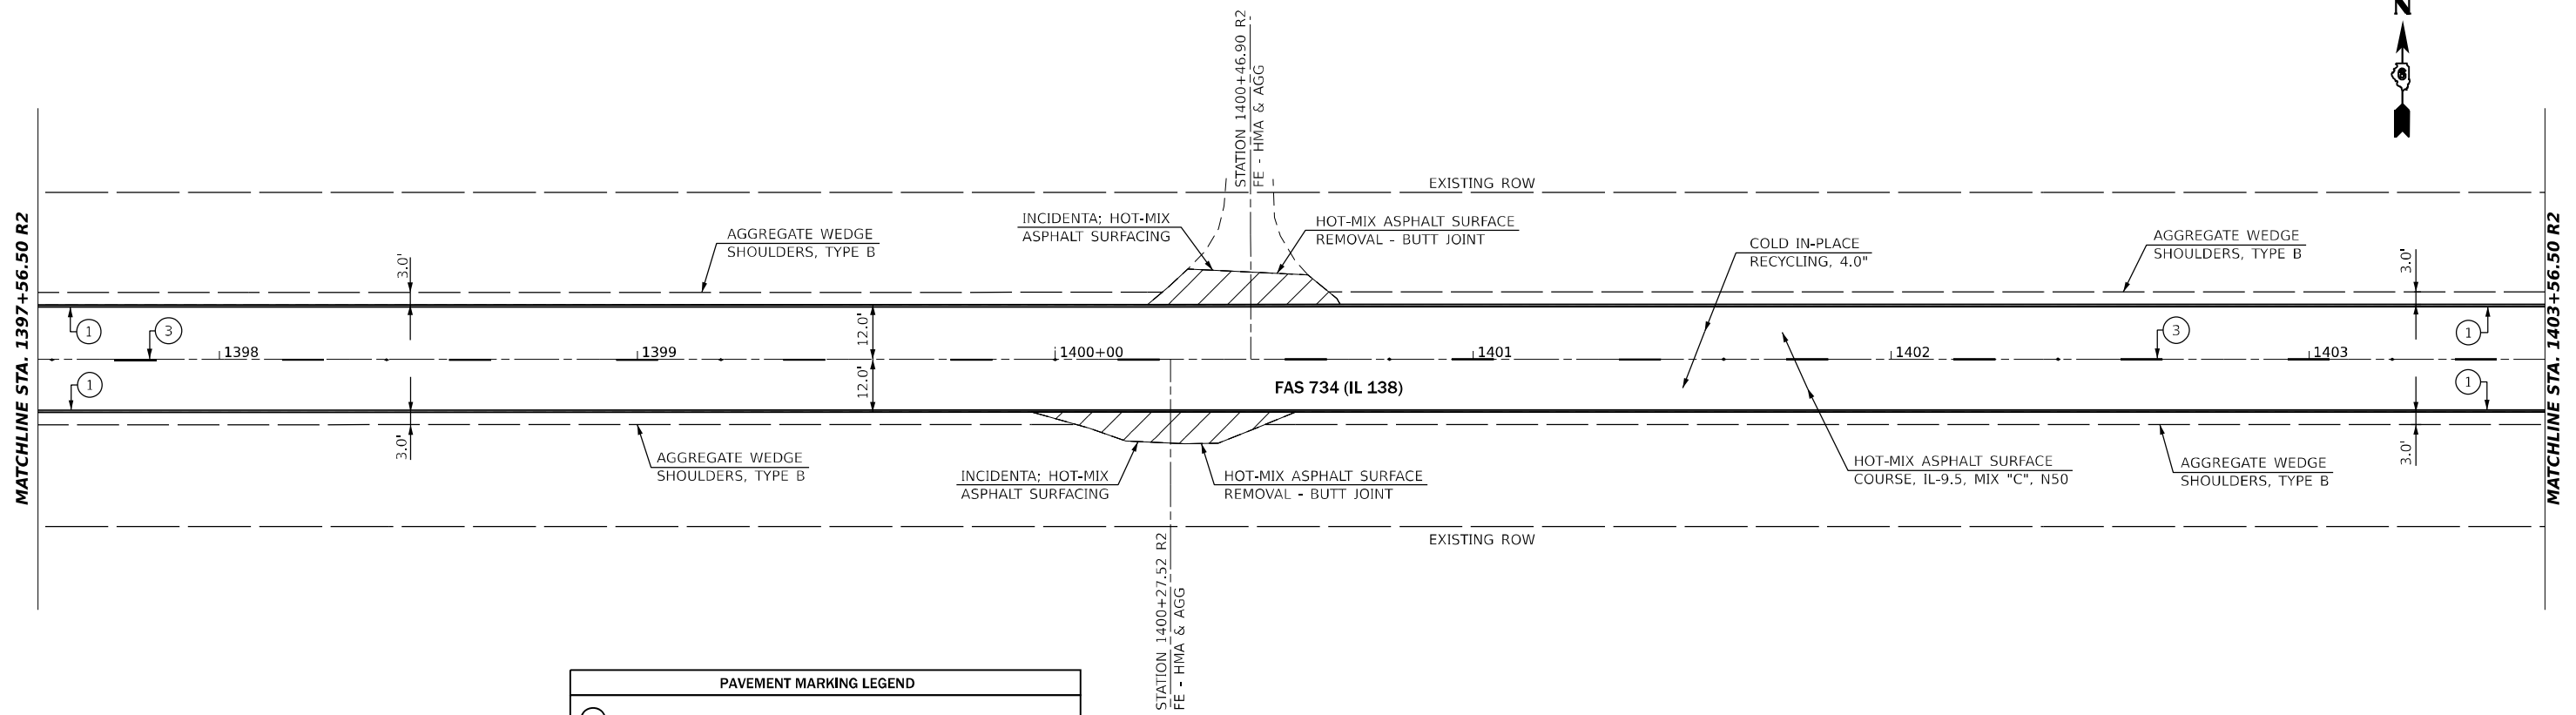 N
6
STATION 1400+46.90 R2
FE - HMA & AGG
EXISTING ROW
MATCHLINE STA. 1397+56.50 R2
MATCHLINE STA. 1403+56.50 R2
AGGREGATE WEDGE
SHOULDERS, TYPE B
INCIDENTA; HOT-MIX
ASPHALT SURFACING
HOT-MIX ASPHALT SURFACE
REMOVAL - BUTT JOINT
COLD IN-PLACE
RECYCLING, 4.0"
AGGREGATE WEDGE
SHOULDERS, TYPE B
3.0'
3.0'
1
3
12.0'
3
1
1398
1399
1400+00
1401
1402
1403
1
12.0'
FAS 734 (IL 138)
1
3.0'
3.0'
AGGREGATE WEDGE
SHOULDERS, TYPE B
INCIDENTA; HOT-MIX
ASPHALT SURFACING
HOT-MIX ASPHALT SURFACE
REMOVAL - BUTT JOINT
HOT-MIX ASPHALT SURFACE
COURSE, IL-9.5, MIX "C", N50
AGGREGATE WEDGE
SHOULDERS, TYPE B
EXISTING ROW
STATION 1400+27.52 R2
FE - HMA & AGG
PAVEMENT MARKING LEGEND